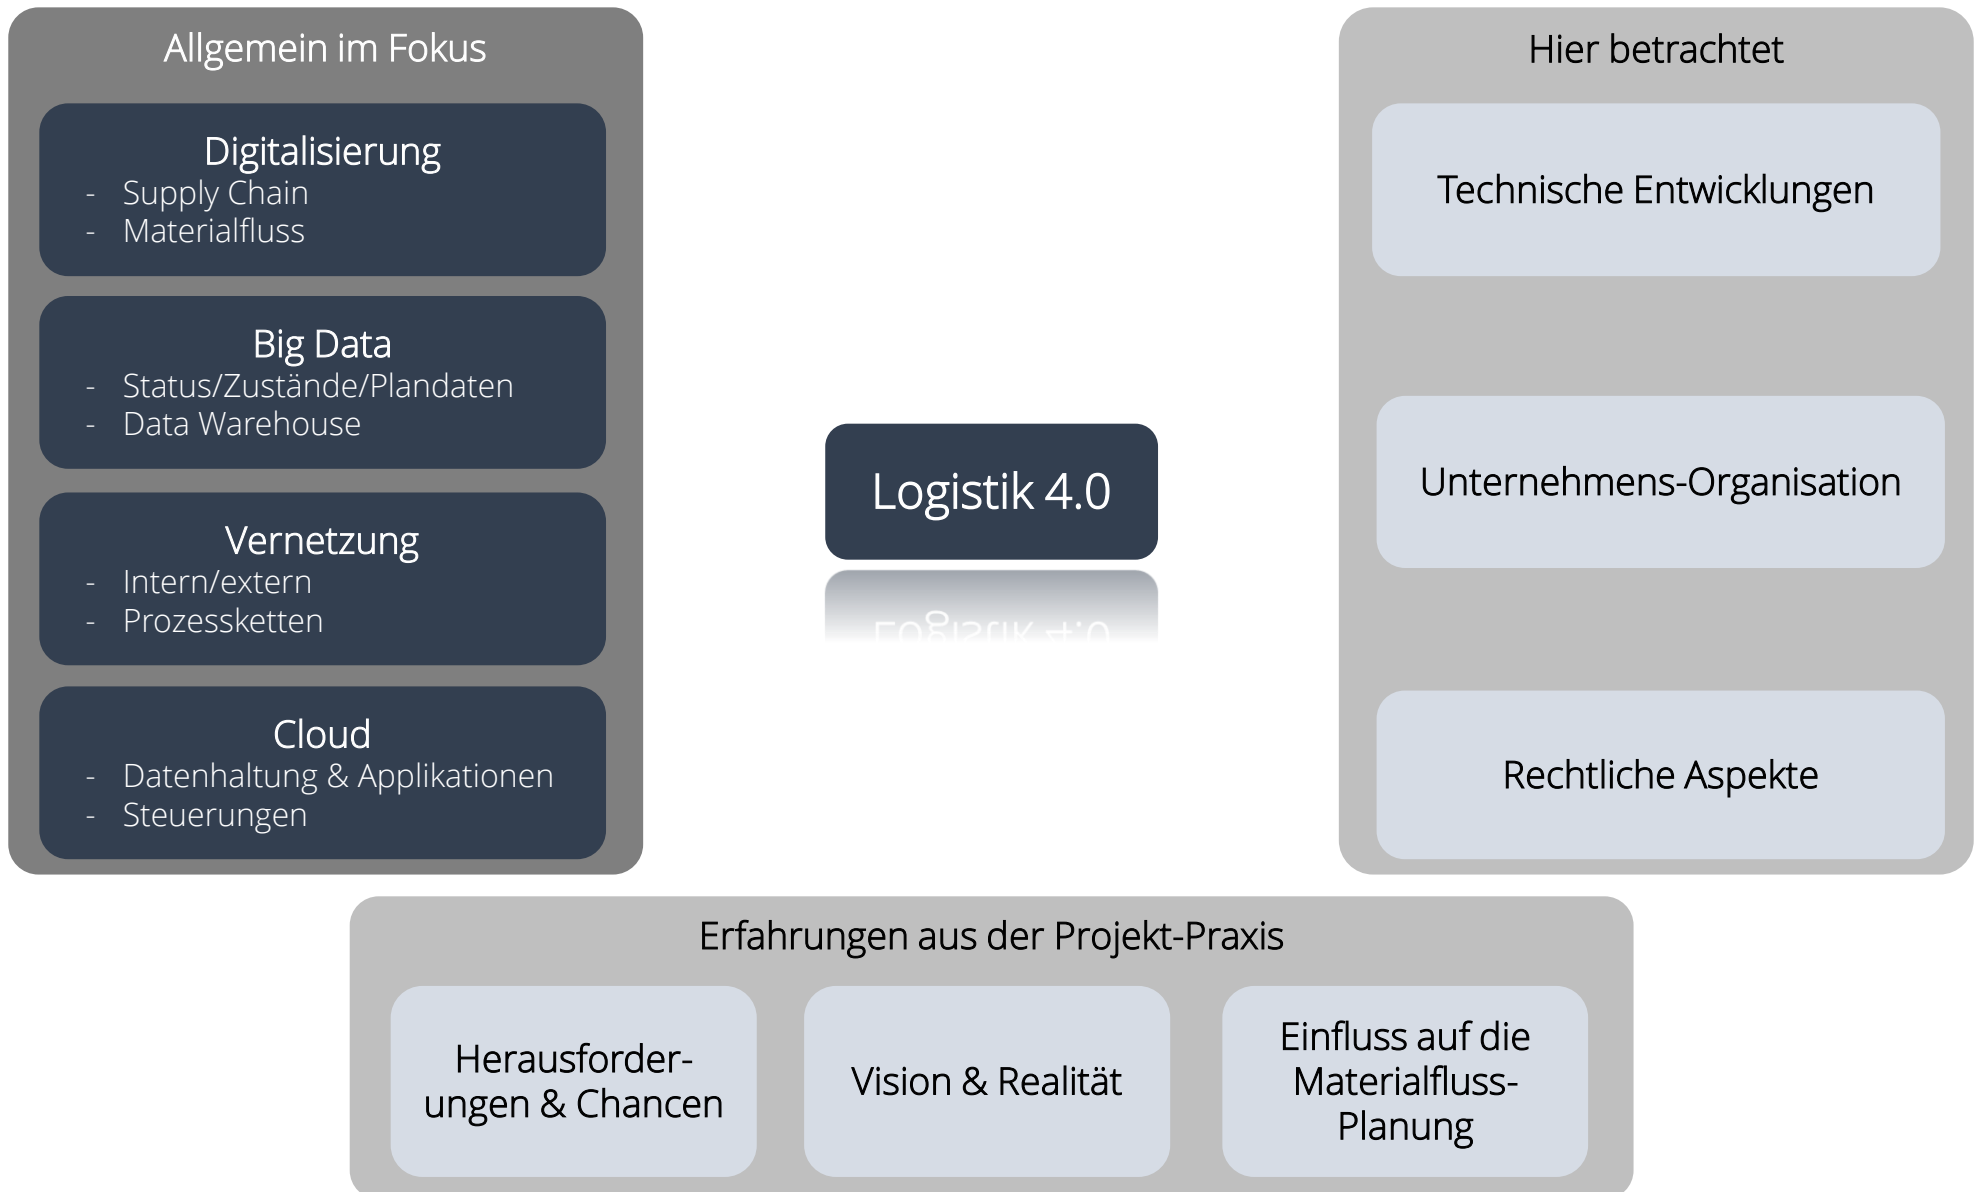 Allgemein im Fokus
Digitalisierung
- Supply Chain
- Materialfluss
Big Data
- Status/Zustände/Plandaten
- Data Warehouse
Vernetzung
- Intern/extern
- Prozessketten
Cloud
- Datenhaltung & Applikationen
- Steuerungen
Logistik 4.0
Hier betrachtet
Technische Entwicklungen
Unternehmens-Organisation
Rechtliche Aspekte
Erfahrungen aus der Projekt-Praxis
Herausforder-
ungen & Chancen
Vision & Realität
Einfluss auf die
Materialfluss-
Planung